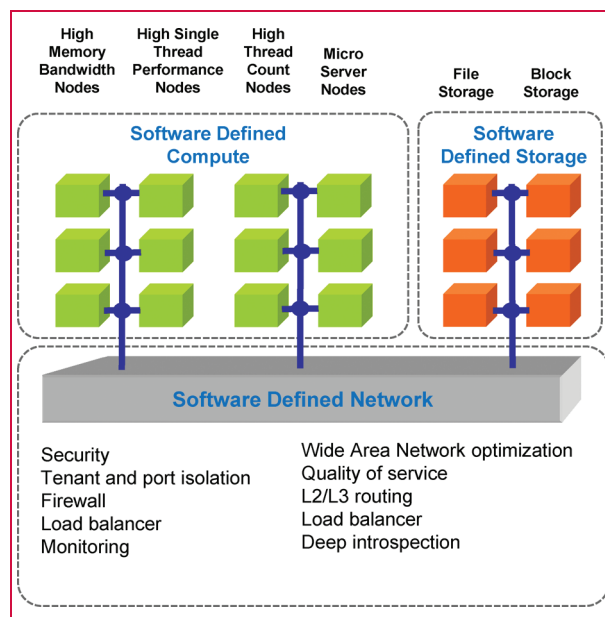 High
Memory
Bandwidth
Nodes
High Single
Thread
Performance
Nodes
High
Thread
Count
Nodes
Micro
Server
Nodes
File
Storage
Block
Storage
Software Defined
Compute
Software
Defined Storage
Software Defined Network
Security
Tenant and port isolation
Firewall
Load balancer
Monitoring
Wide Area Network optimization
Quality of service
L2/L3 routing
Load balancer
Deep introspection